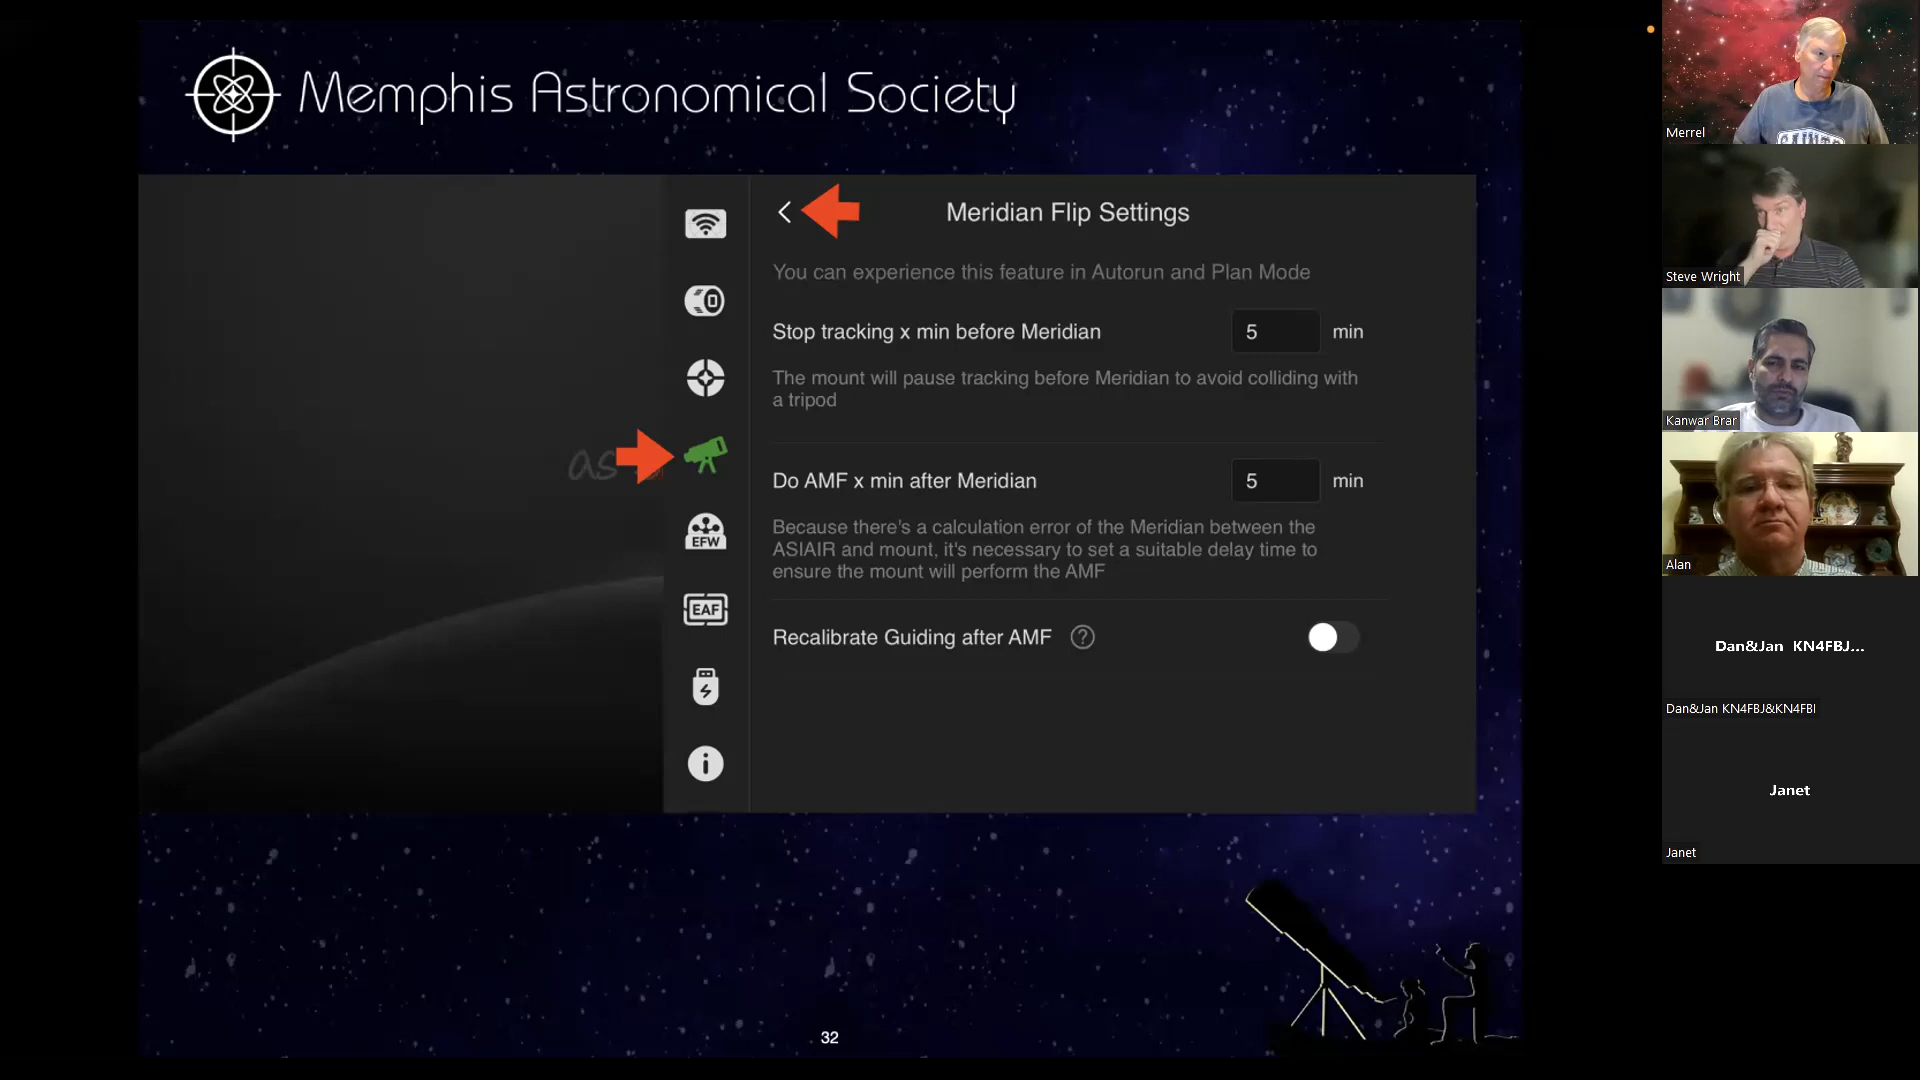 Memphis Astronomical Society
Meridian Flip Settings
You can experience this feature in Autorun and Plan Mode
Stop tracking x min before Meridian 5 min
The mount will pause tracking before Meridian to avoid colliding with
a tripod
as
Do AMF x min after Meridian 5 min
Because there's a calculation error of the Meridian between the
ASIAIR and mount, it's necessary to set a suitable delay time to
ensure the mount will perform the AMF
EFW
EAF
Recalibrate Guiding after AMF ?
32
Merrel
Steve Wright
Kanwar Brar
Alan
Dan&Jan KN4FBJ...
Dan&Jan KN4FBJ&KN4FBI
Janet
Janet